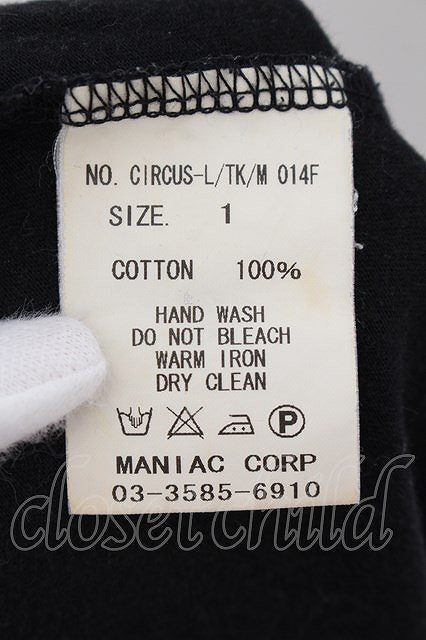 NO. CIRCUS-L/TK/M 014F
SIZE. 1
COTTON 100%
HAND WASH
DO NOT BLEACH
WARM IRON
DRY CLEAN
P
MANIAC CORP
03-3585-6910
closet child